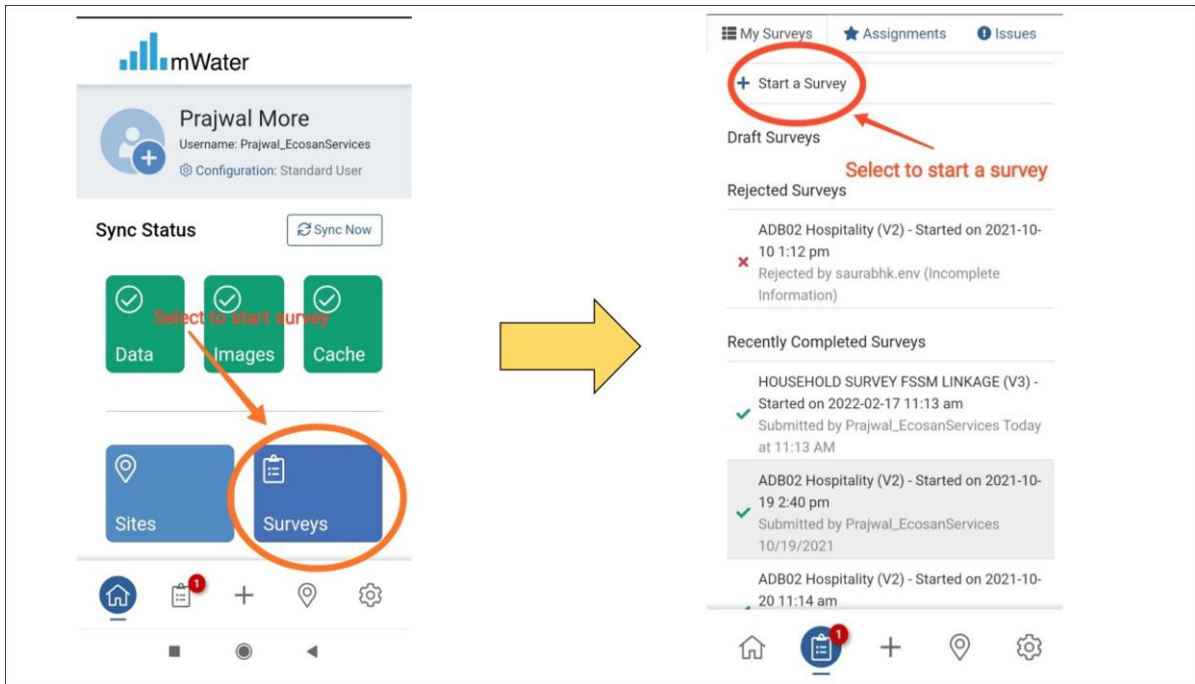 mWater
Prajwal More
Username: Prajwal_EcosanServices
Configuration: Standard User
Sync Status
Sync Now
Select to start survey
Data
Images
Cache
Sites
Surveys
1
My Surveys
Assignments
Issues
Start a Survey
Draft Surveys
Select to start a survey
Rejected Surveys
ADB02 Hospitality (V2) - Started on 2021-10-
10 1:12 pm
Rejected by saurabhk.env (Incomplete
Information)
Recently Completed Surveys
HOUSEHOLD SURVEY FSSM LINKAGE (V3) -
Started on 2022-02-17 11:13 am
Submitted by Prajwal_EcosanServices Today
at 11:13 AM
ADB02 Hospitality (V2) - Started on 2021-10-
19 2:40 pm
Submitted by Prajwal_EcosanServices
10/19/2021
ADB02 Hospitality (V2) - Started on 2021-10-
20 11:14 am
1